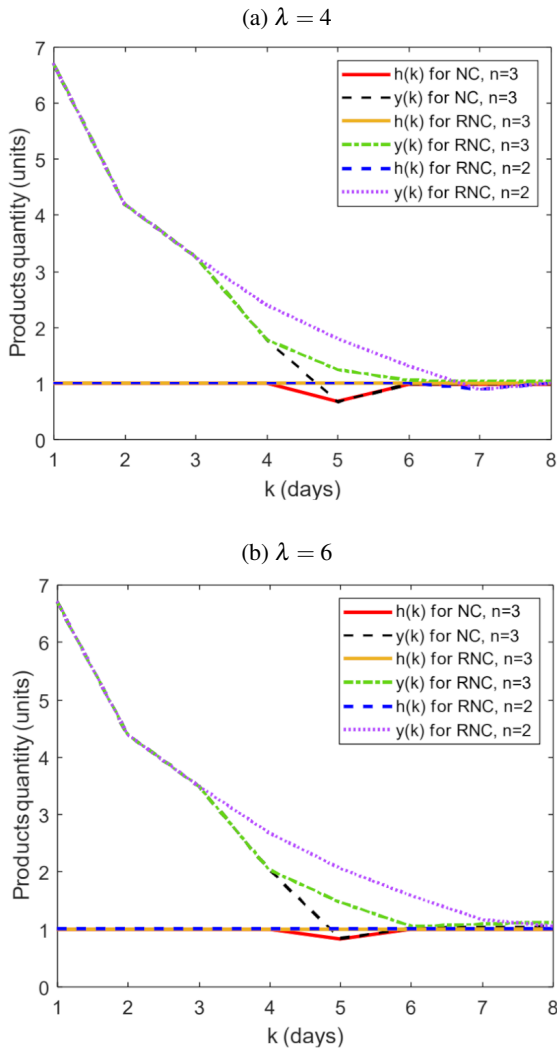 (a) λ = 4
7
6
5
4
3
2
1
0
Products quantity (units)
h(k) for NC, n=3
y(k) for NC, n=3
h(k) for RNC, n=3
y(k) for RNC, n=3
h(k) for RNC, n=2
y(k) for RNC, n=2
1 2 3 4 5 6 7 8
k (days)
(b) λ = 6
7
6
5
4
3
2
1
0
Products quantity (units)
h(k) for NC, n=3
y(k) for NC, n=3
h(k) for RNC, n=3
y(k) for RNC, n=3
h(k) for RNC, n=2
y(k) for RNC, n=2
1 2 3 4 5 6 7 8
k (days)